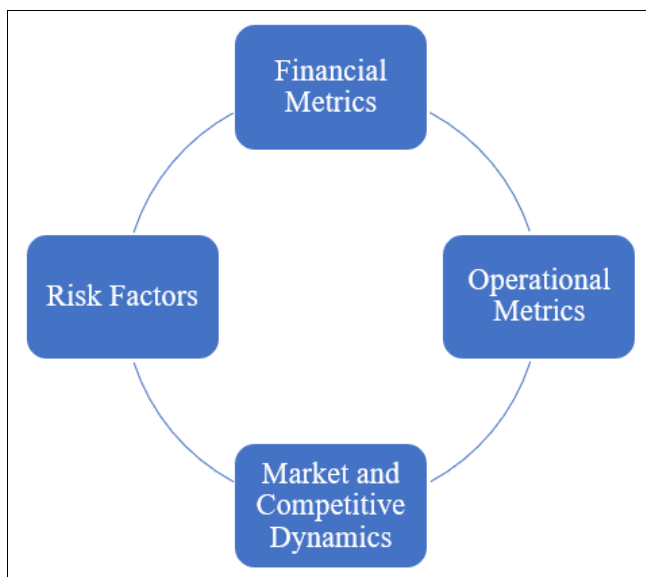 Financial
Metrics
Risk Factors
Operational
Metrics
Market and
Competitive
Dynamics